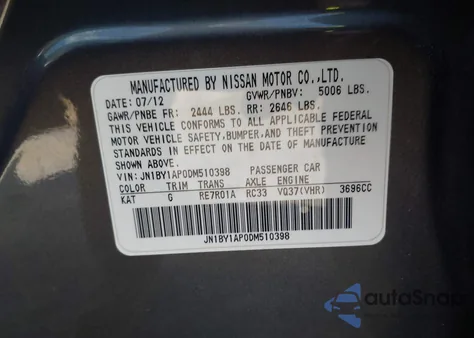 MANUFACTURED BY NISSAN MOTOR CO.,LTD.
DATE: 07/12 GVWR/PNBV: 5006 LBS.
GAWR/PNBE FR: 2444 LBS. RR: 2646 LBS.
THIS VEHICLE CONFORMS TO ALL APPLICABLE FEDERAL
MOTOR VEHICLE SAFETY,BUMPER,AND THEFT PREVENTION
STANDARDS IN EFFECT ON THE DATE OF MANUFACTURE
SHOWN ABOVE.
VIN: JN1BY1AP0DM510398 PASSENGER CAR
COLOR TRIM TRANS AXLE ENGINE
KAT G RE7R01A RC33 VQ37(VHR) 3696CC
JN1BY1AP0DM510398
autoSnap